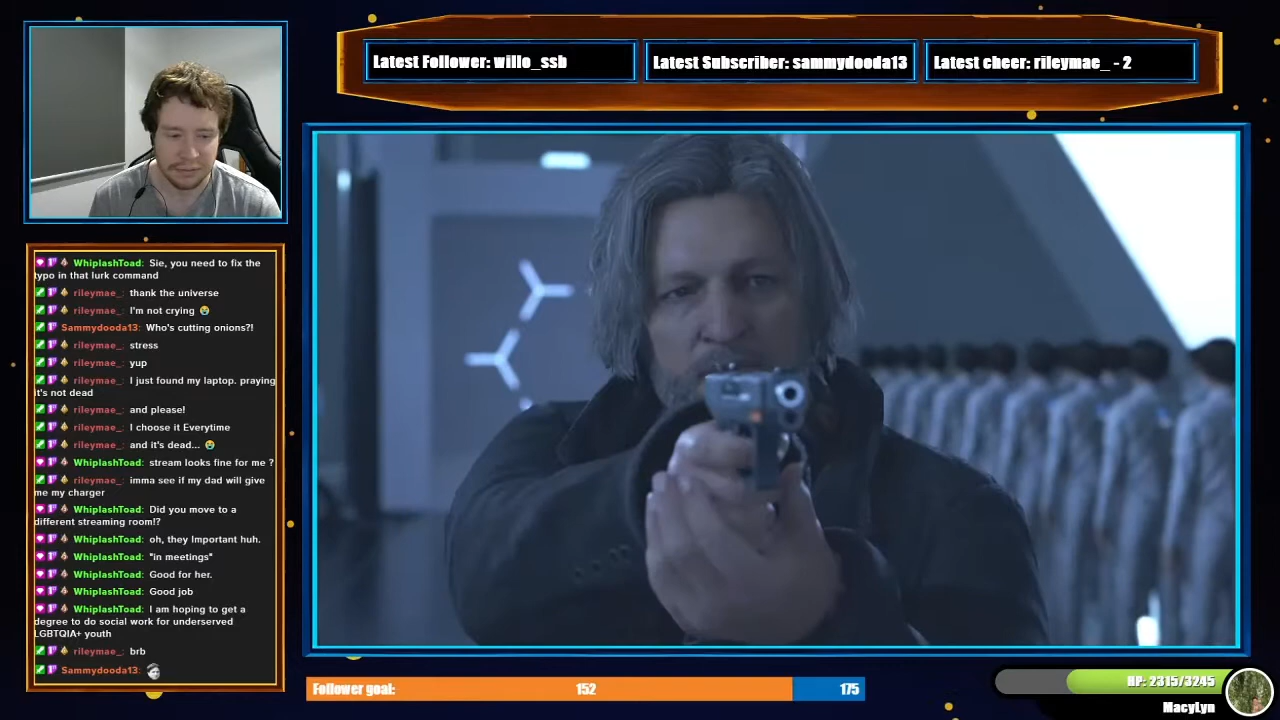 Latest Follower: willo_ssb
Latest Subscriber: sammydooda13
Latest cheer: rileymae_ - 2
WhiplashToad: Sie, you need to fix the
typo in that lurk command
rileymae_: thank the universe
rileymae_: I'm not crying 😭
Sammydooda13: Who's cutting onions?!
rileymae_: stress
rileymae_: yup
rileymae_: I just found my laptop. praying
it's not dead
rileymae_: and please!
rileymae_: I choose it Everytime
rileymae_: and it's dead... 😭
WhiplashToad: stream looks fine for me ?
rileymae_: imma see if my dad will give
me my charger
WhiplashToad: Did you move to a
different streaming room!?
WhiplashToad: oh, they Important huh.
WhiplashToad: "in meetings"
WhiplashToad: Good for her.
WhiplashToad: Good job
WhiplashToad: I am hoping to get a
degree to do social work for underserved
LGBTQIA+ youth
rileymae_: brb
Sammydooda13:
Follower goal: 152 175
HP: 2315/3245
MacyLyn